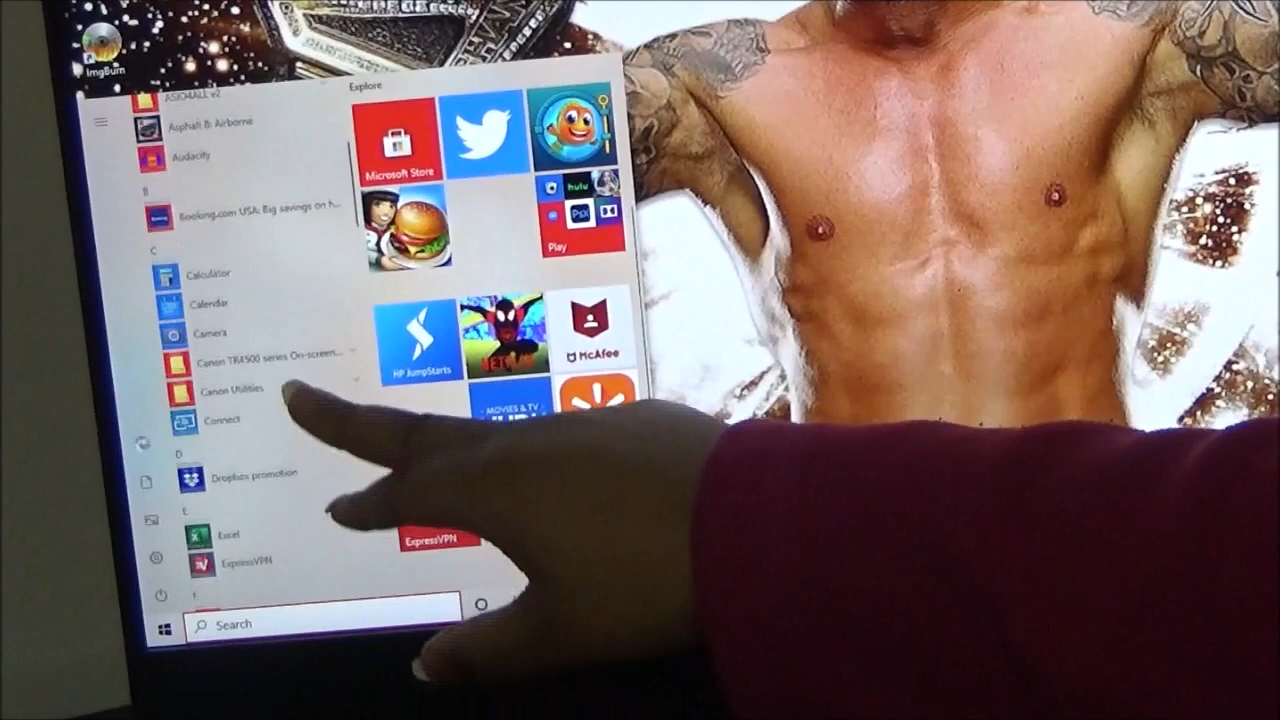 ImgBurn
Explore
ASIO4ALL v2
Asphalt 8: Airborne
Audacity
Microsoft Store
B
Booking.com USA: Big savings on h...
hulu
Play
C
Calculator
Calendar
Camera
Canon TR4500 series On-screen...
Canon Utilities
Connect
HP JumpStarts
NETFLIX
McAfee
MOVIES & TV
VUDU
D
Dropbox promotion
E
Excel
ExpressVPN
ExpressVPN
F
Search